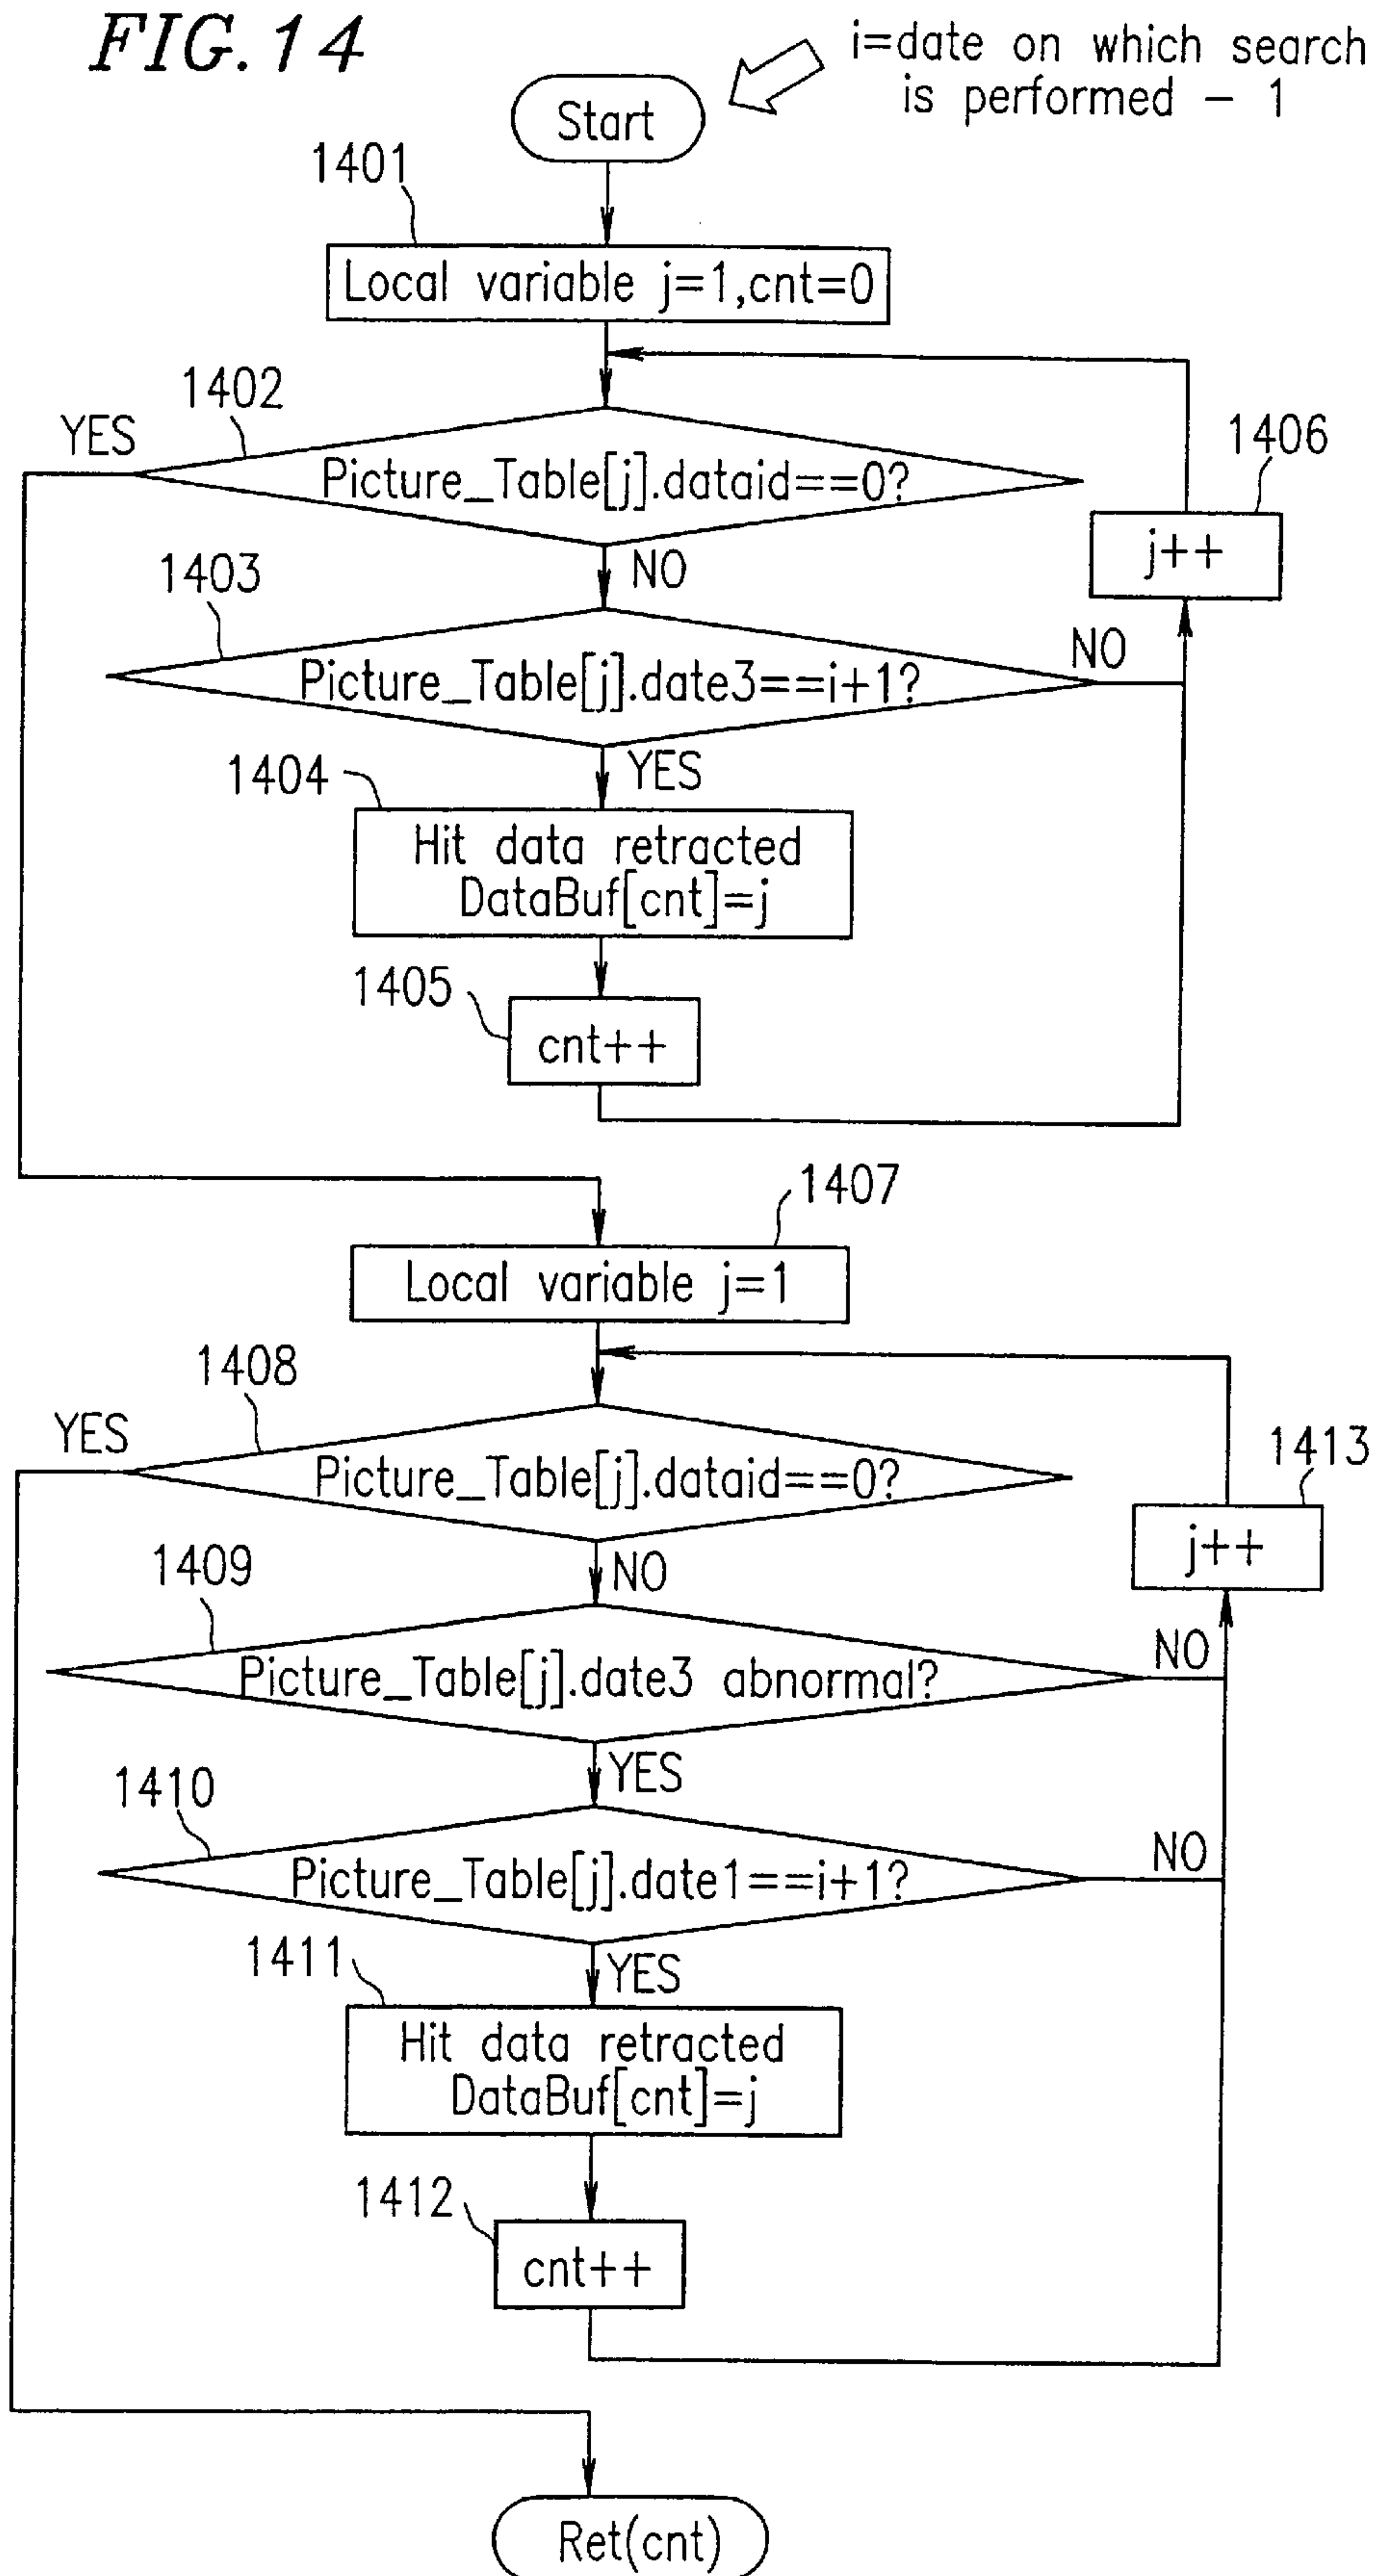 FIG.14
i=date on which search
is performed - 1
Start
1401
Local variable j=1,cnt=0
1402
YES
Picture_Table[j].dataid==0?
1406
j++
NO
1403
Picture_Table[j].date3==i+1?
NO
YES
1404
Hit data retracted
DataBuf[cnt]=j
1405
cnt++
1407
Local variable j=1
1408
YES
Picture_Table[j].dataid==0?
1413
j++
NO
1409
Picture_Table[j].date3 abnormal?
NO
YES
1410
Picture_Table[j].date1==i+1?
NO
YES
1411
Hit data retracted
DataBuf[cnt]=j
1412
cnt++
Ret(cnt)